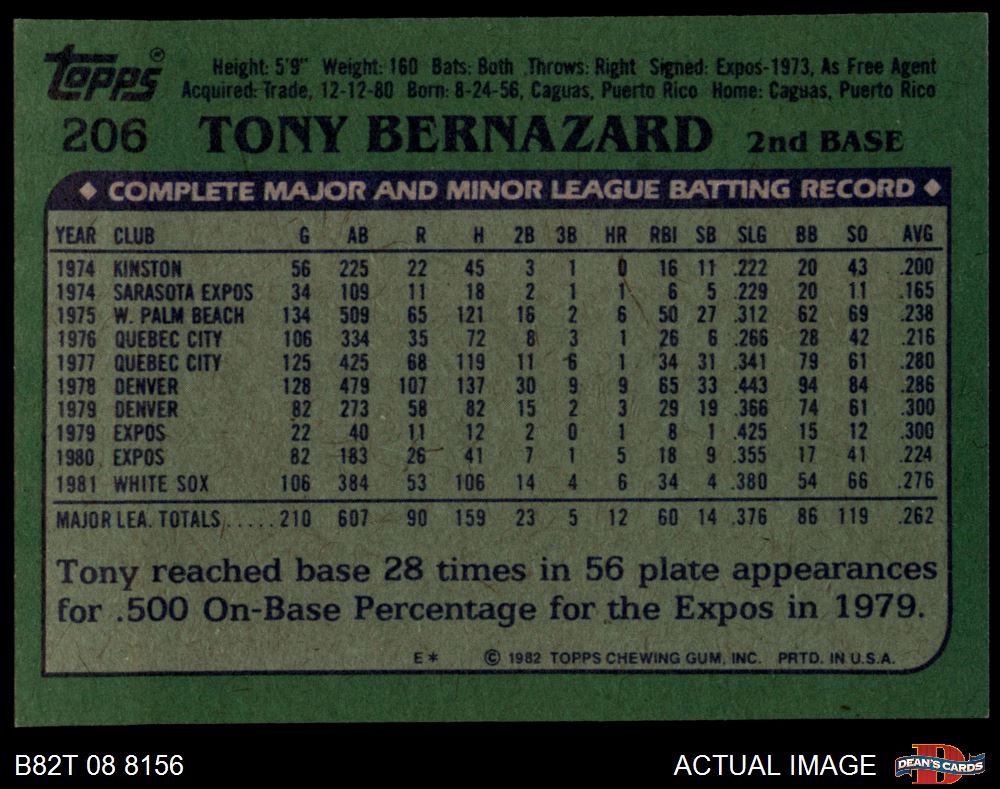 Topps®
Height: 5'9" Weight: 160 Bats: Both Throws: Right Signed: Expos-1973, As Free Agent
Acquired: Trade, 12-12-80 Born: 8-24-56, Caguas, Puerto Rico Home: Caguas, Puerto Rico
206 TONY BERNAZARD 2nd BASE
◆ COMPLETE MAJOR AND MINOR LEAGUE BATTING RECORD ◆
YEAR CLUB G AB R H 2B 3B HR RBI SB SLG BB SO AVG
1974 KINSTON 56 225 22 45 3 1 0 16 11 .222 20 43 .200
1974 SARASOTA EXPOS 34 109 11 18 2 1 1 6 5 .229 20 11 .165
1975 W. PALM BEACH 134 509 65 121 16 2 6 50 27 .312 62 69 .238
1976 QUEBEC CITY 106 334 35 72 8 3 1 26 6 .266 28 42 .216
1977 QUEBEC CITY 125 425 68 119 11 6 1 34 31 .341 79 61 .280
1978 DENVER 128 479 107 137 30 9 9 65 33 .443 94 84 .286
1979 DENVER 82 273 58 82 15 2 3 29 19 .366 74 61 .300
1979 EXPOS 22 40 11 12 2 0 1 8 1 .425 15 12 .300
1980 EXPOS 82 183 26 41 7 1 5 18 9 .355 17 41 .224
1981 WHITE SOX 106 384 53 106 14 4 6 34 4 .380 54 66 .276
MAJOR LEA. TOTALS.....210 607 90 159 23 5 12 60 14 .376 86 119 .262
Tony reached base 28 times in 56 plate appearances
for .500 On-Base Percentage for the Expos in 1979.
E* © 1982 TOPPS CHEWING GUM, INC. PRTD. IN U.S.A.
B82T 08 8156 ACTUAL IMAGE DEAN'S CARDS